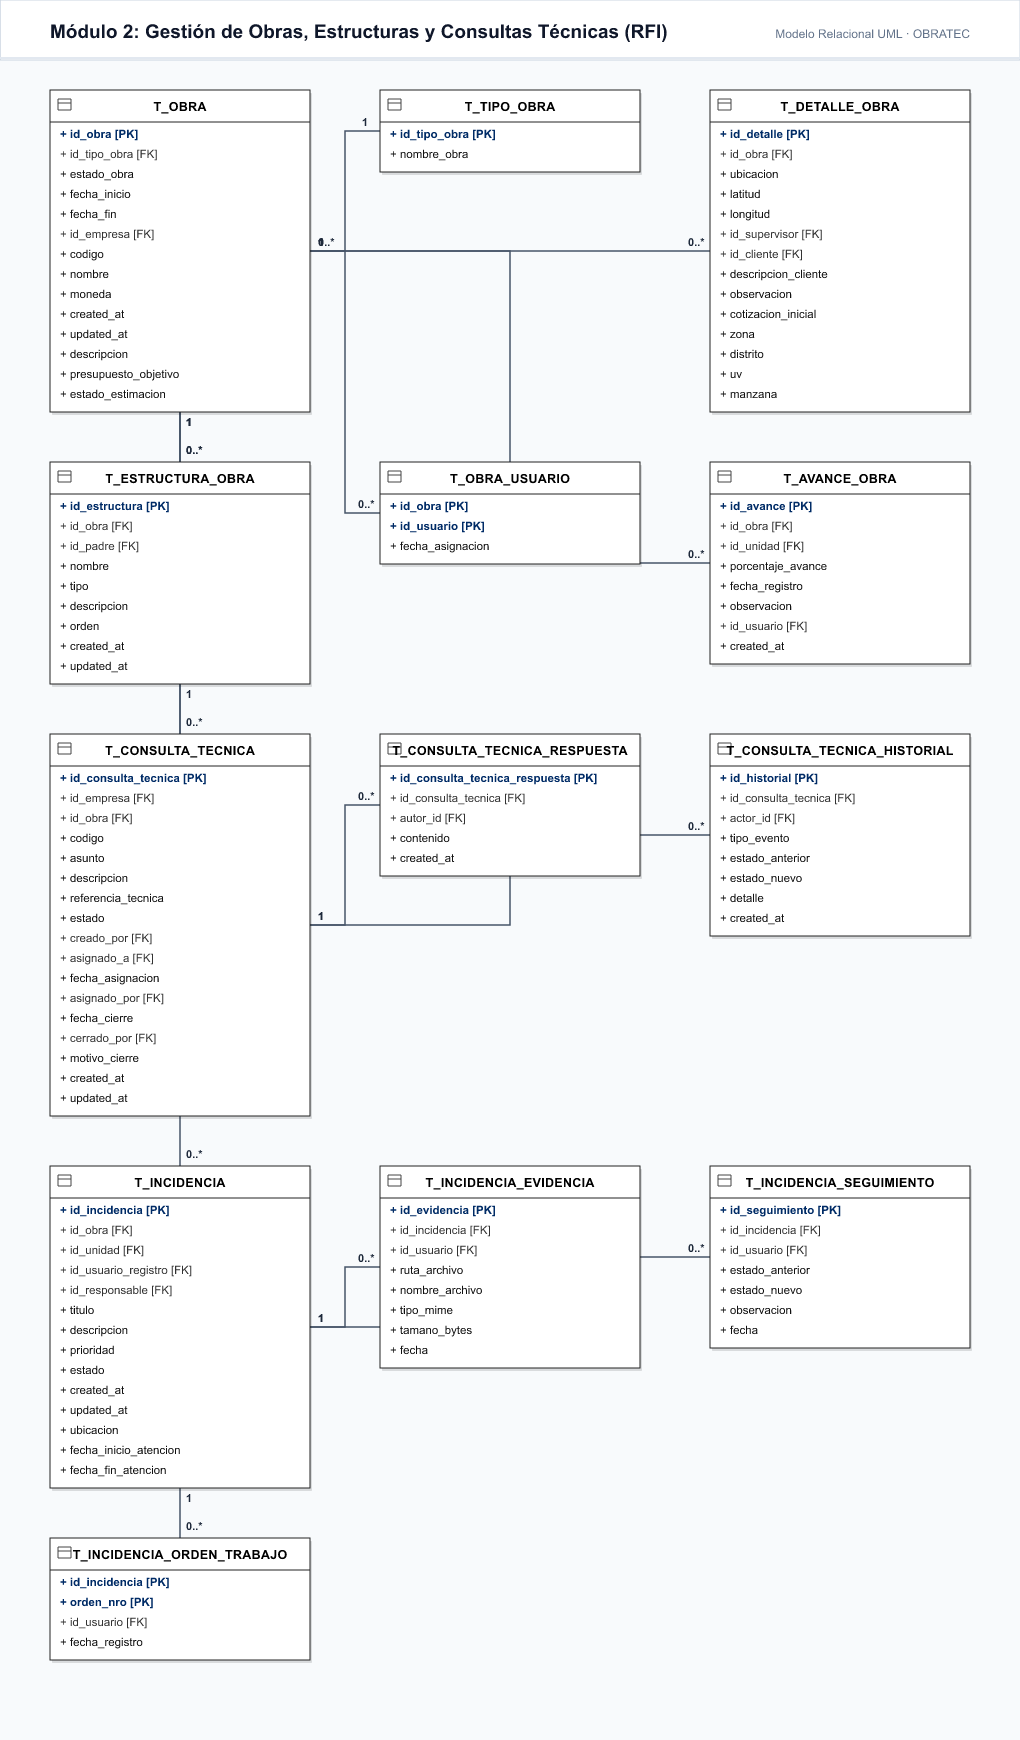 Módulo 2: Gestión de Obras, Estructuras y Consultas Técnicas (RFI)
Modelo Relacional UML · OBRATEC
T_OBRA
+ id_obra [PK]
+ id_tipo_obra [FK]
+ estado_obra
+ fecha_inicio
+ fecha_fin
+ id_empresa [FK]
+ codigo
+ nombre
+ moneda
+ created_at
+ updated_at
+ descripcion
+ presupuesto_objetivo
+ estado_estimacion
T_TIPO_OBRA
+ id_tipo_obra [PK]
+ nombre_obra
1
0..*
0..*
T_DETALLE_OBRA
+ id_detalle [PK]
+ id_obra [FK]
+ ubicacion
+ latitud
+ longitud
+ id_supervisor [FK]
+ id_cliente [FK]
+ descripcion_cliente
+ observacion
+ cotizacion_inicial
+ zona
+ distrito
+ uv
+ manzana
1
0..*
T_ESTRUCTURA_OBRA
+ id_estructura [PK]
+ id_obra [FK]
+ id_padre [FK]
+ nombre
+ tipo
+ descripcion
+ orden
+ created_at
+ updated_at
0..*
T_OBRA_USUARIO
+ id_obra [PK]
+ id_usuario [PK]
+ fecha_asignacion
0..*
T_AVANCE_OBRA
+ id_avance [PK]
+ id_obra [FK]
+ id_unidad [FK]
+ porcentaje_avance
+ fecha_registro
+ observacion
+ id_usuario [FK]
+ created_at
1
0..*
T_CONSULTA_TECNICA
+ id_consulta_tecnica [PK]
+ id_empresa [FK]
+ id_obra [FK]
+ codigo
+ asunto
+ descripcion
+ referencia_tecnica
+ estado
+ creado_por [FK]
+ asignado_a [FK]
+ fecha_asignacion
+ asignado_por [FK]
+ fecha_cierre
+ cerrado_por [FK]
+ motivo_cierre
+ created_at
+ updated_at
1
0..*
T_CONSULTA_TECNICA_RESPUESTA
+ id_consulta_tecnica_respuesta [PK]
+ id_consulta_tecnica [FK]
+ autor_id [FK]
+ contenido
+ created_at
0..*
T_CONSULTA_TECNICA_HISTORIAL
+ id_historial [PK]
+ id_consulta_tecnica [FK]
+ actor_id [FK]
+ tipo_evento
+ estado_anterior
+ estado_nuevo
+ detalle
+ created_at
0..*
T_INCIDENCIA
+ id_incidencia [PK]
+ id_obra [FK]
+ id_unidad [FK]
+ id_usuario_registro [FK]
+ id_responsable [FK]
+ titulo
+ descripcion
+ prioridad
+ estado
+ created_at
+ updated_at
+ ubicacion
+ fecha_inicio_atencion
+ fecha_fin_atencion
1
0..*
T_INCIDENCIA_EVIDENCIA
+ id_evidencia [PK]
+ id_incidencia [FK]
+ id_usuario [FK]
+ ruta_archivo
+ nombre_archivo
+ tipo_mime
+ tamano_bytes
+ fecha
0..*
T_INCIDENCIA_SEGUIMIENTO
+ id_seguimiento [PK]
+ id_incidencia [FK]
+ id_usuario [FK]
+ estado_anterior
+ estado_nuevo
+ observacion
+ fecha
1
0..*
T_INCIDENCIA_ORDEN_TRABAJO
+ id_incidencia [PK]
+ orden_nro [PK]
+ id_usuario [FK]
+ fecha_registro